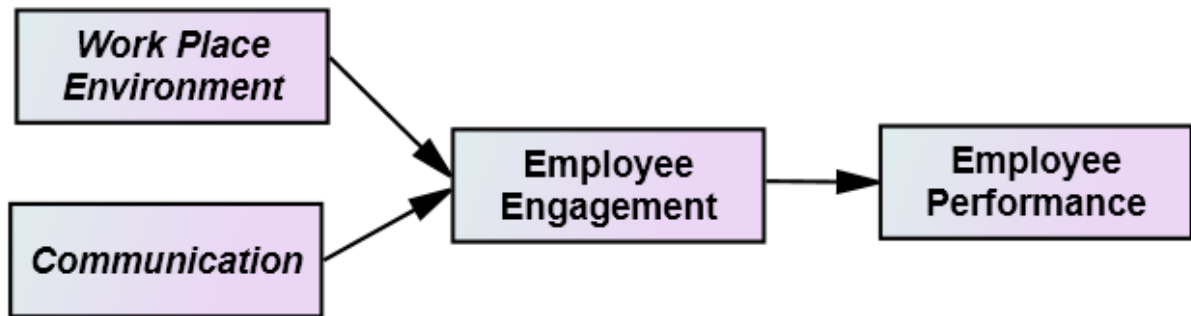 Work Place
Environment
Communication
Employee
Engagement
Employee
Performance